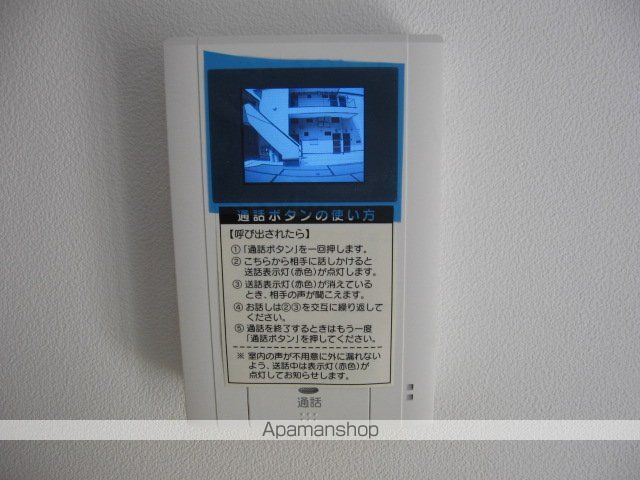 通話ボタンの使い方
【呼び出されたら】
①「通話ボタン」を一回押します。
② こちらから相手に話しかけると
送話表示灯(赤色)が点灯します。
③ 送話表示灯(赤色)が消えている
とき、相手の声が聞こえます。
④ お話しは②③を交互に繰り返して
ください。
⑤ 通話を終了するときはもう一度
「通話ボタン」を押してください。
※ 室内の声が不用意に外に漏れない
よう、送話中は表示灯(赤色)が
点灯してお知らせします。
通話
Apamanshop